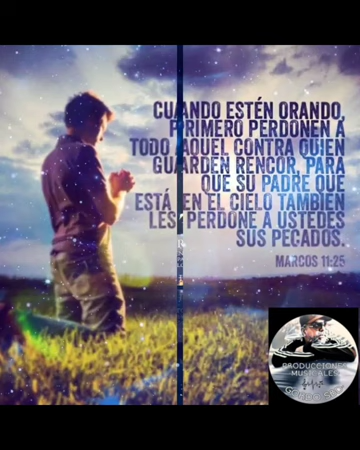 CUANDO ESTÉN ORANDO,
PRIMERO PERDONEN A
TODO AQUEL CONTRA QUIEN
GUARDEN RENCOR, PARA
QUE SU PADRE QUE
ESTÁ EN EL CIELO TAMBIÉN
LES PERDONE A USTEDES
SUS PECADOS.
MARCOS 11:25
PRODUCCIONES
MUSICALES